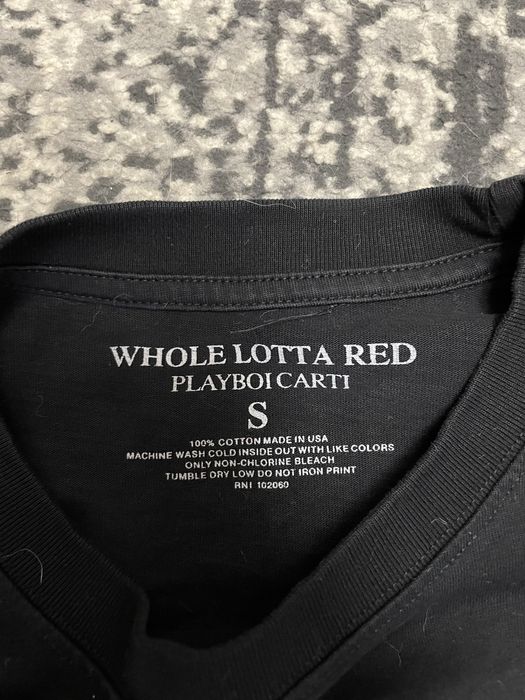 WHOLE LOTTA RED
PLAYBOI CARTI
S
100% COTTON MADE IN USA
MACHINE WASH COLD INSIDE OUT WITH LIKE COLORS
ONLY NON-CHLORINE BLEACH
TUMBLE DRY LOW DO NOT IRON PRINT
RN# 102060